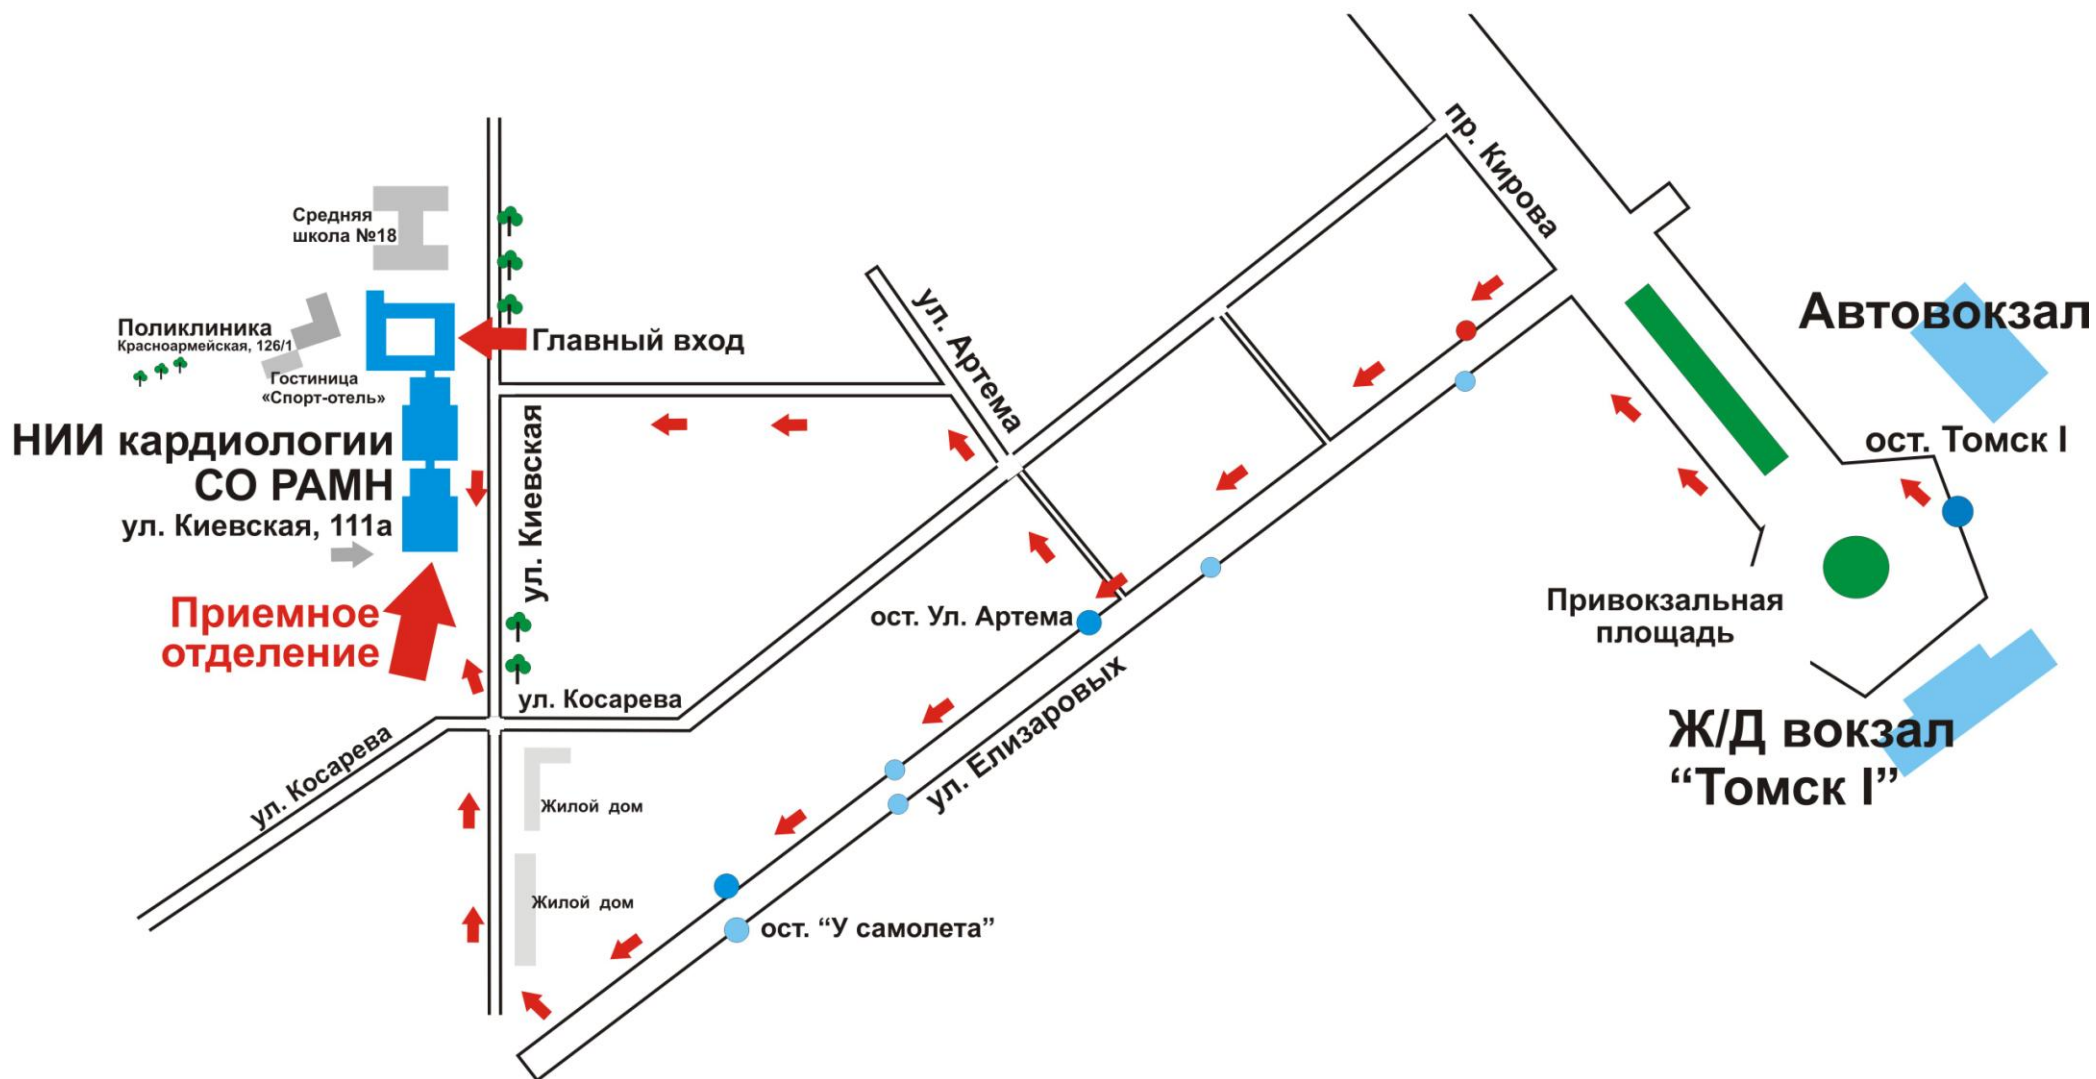 пр. Кирова
Средняя
школа №18
Поликлиника
Красноармейская, 126/1
Гостиница
«Спорт-отель»
Главный вход
ул. Артема
Автовокзал
ост. Томск I
НИИ кардиологии
СО РАМН
ул. Киевская, 111а
ул. Киевская
Приемное
отделение
ост. Ул. Артема
Привокзальная
площадь
ул. Косарева
ул. Косарева
ул. Елизаровых
Ж/Д вокзал
“Томск I”
Жилой дом
Жилой дом
ост. “У самолета”